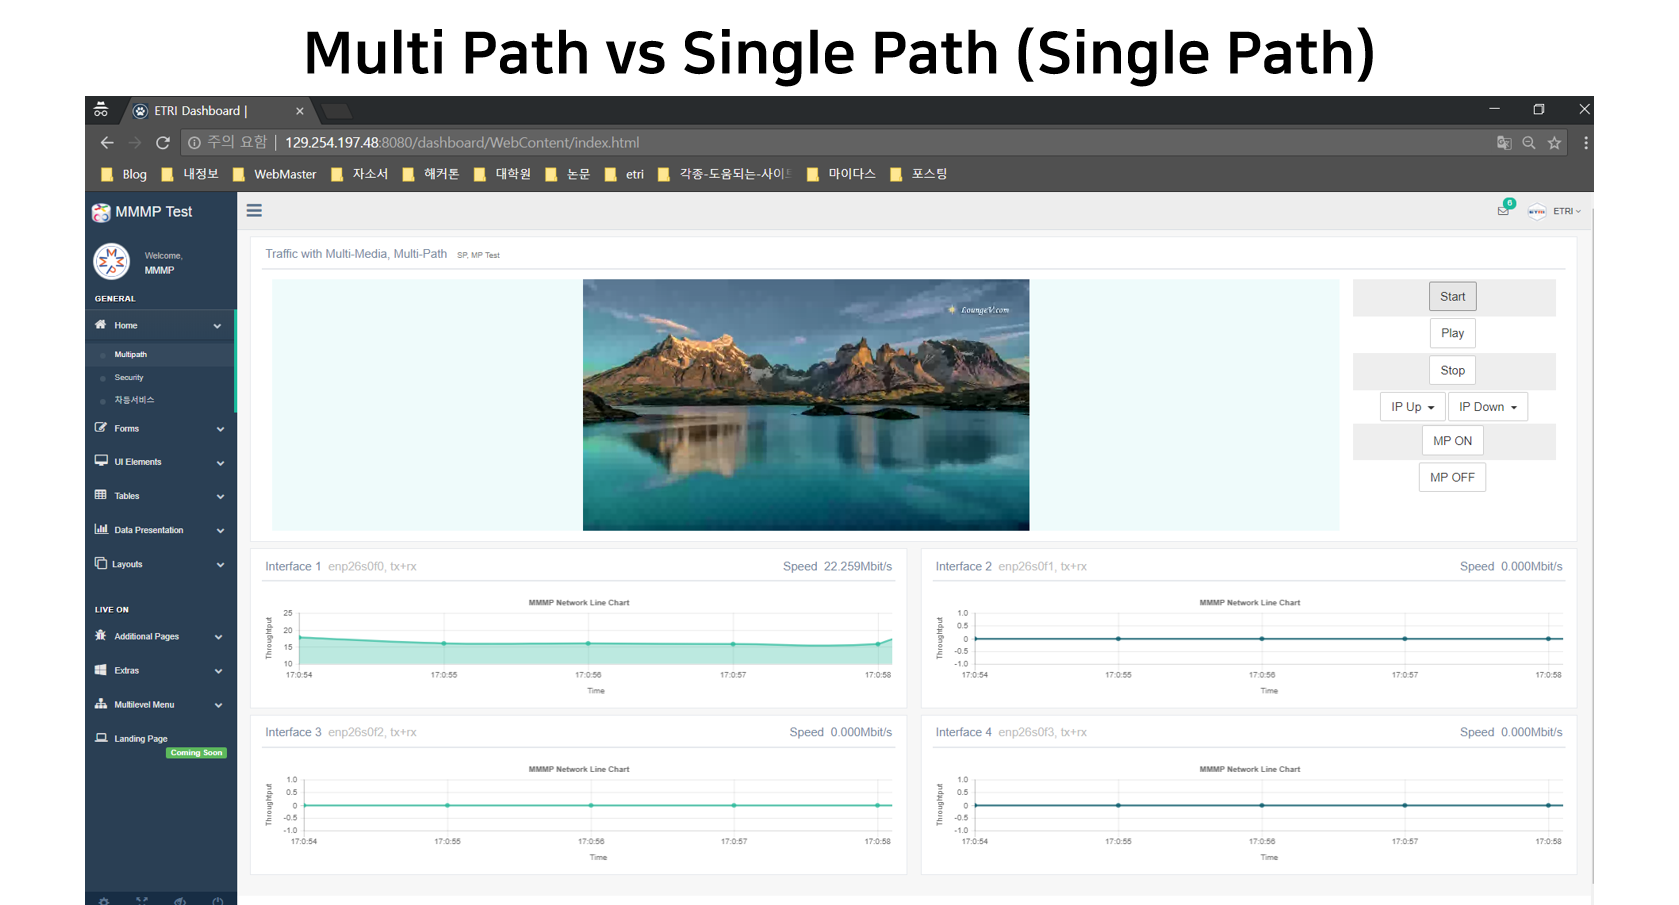 Multi Path vs Single Path (Single Path)
ETRI Dashboard |
주의 요함 | 129.254.197.48:8080/dashboard/WebContent/index.html
Blog 내정보 WebMaster 자소서 해커톤 대학원 논문 etri 각종-도움되는-사이트 마이다스 포스팅
MMMP Test
6
ETRI
Welcome,
MMMP
GENERAL
Home
Multipath
Security
차등서비스
Forms
UI Elements
Tables
Data Presentation
Layouts
LIVE ON
Additional Pages
Extras
Multilevel Menu
Landing Page
Coming Soon
Traffic with Multi-Media, Multi-Path SP, MP Test
LoungeV.com
Start
Play
Stop
IP Up IP Down
MP ON
MP OFF
Interface 1 enp26s0f0, tx+rx Speed 22.259Mbit/s
MMMP Network Line Chart
Throughtput
25
20
15
10
17:0:54 17:0:55 17:0:56 17:0:57 17:0:58
Time
Interface 2 enp26s0f1, tx+rx Speed 0.000Mbit/s
MMMP Network Line Chart
Throughtput
1.0
0.5
0
-0.5
-1.0
17:0:54 17:0:55 17:0:56 17:0:57 17:0:58
Time
Interface 3 enp26s0f2, tx+rx Speed 0.000Mbit/s
MMMP Network Line Chart
Throughtput
1.0
0.5
0
-0.5
-1.0
17:0:54 17:0:55 17:0:56 17:0:57 17:0:58
Time
Interface 4 enp26s0f3, tx+rx Speed 0.000Mbit/s
MMMP Network Line Chart
Throughtput
1.0
0.5
0
-0.5
-1.0
17:0:54 17:0:55 17:0:56 17:0:57 17:0:58
Time